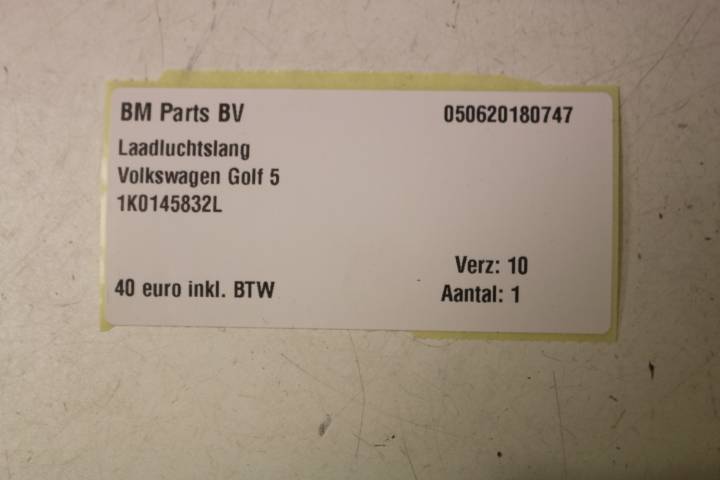 BM Parts BV 050620180747
Laadluchtslang
Volkswagen Golf 5
1K0145832L
Verz: 10
40 euro inkl. BTW Aantal: 1